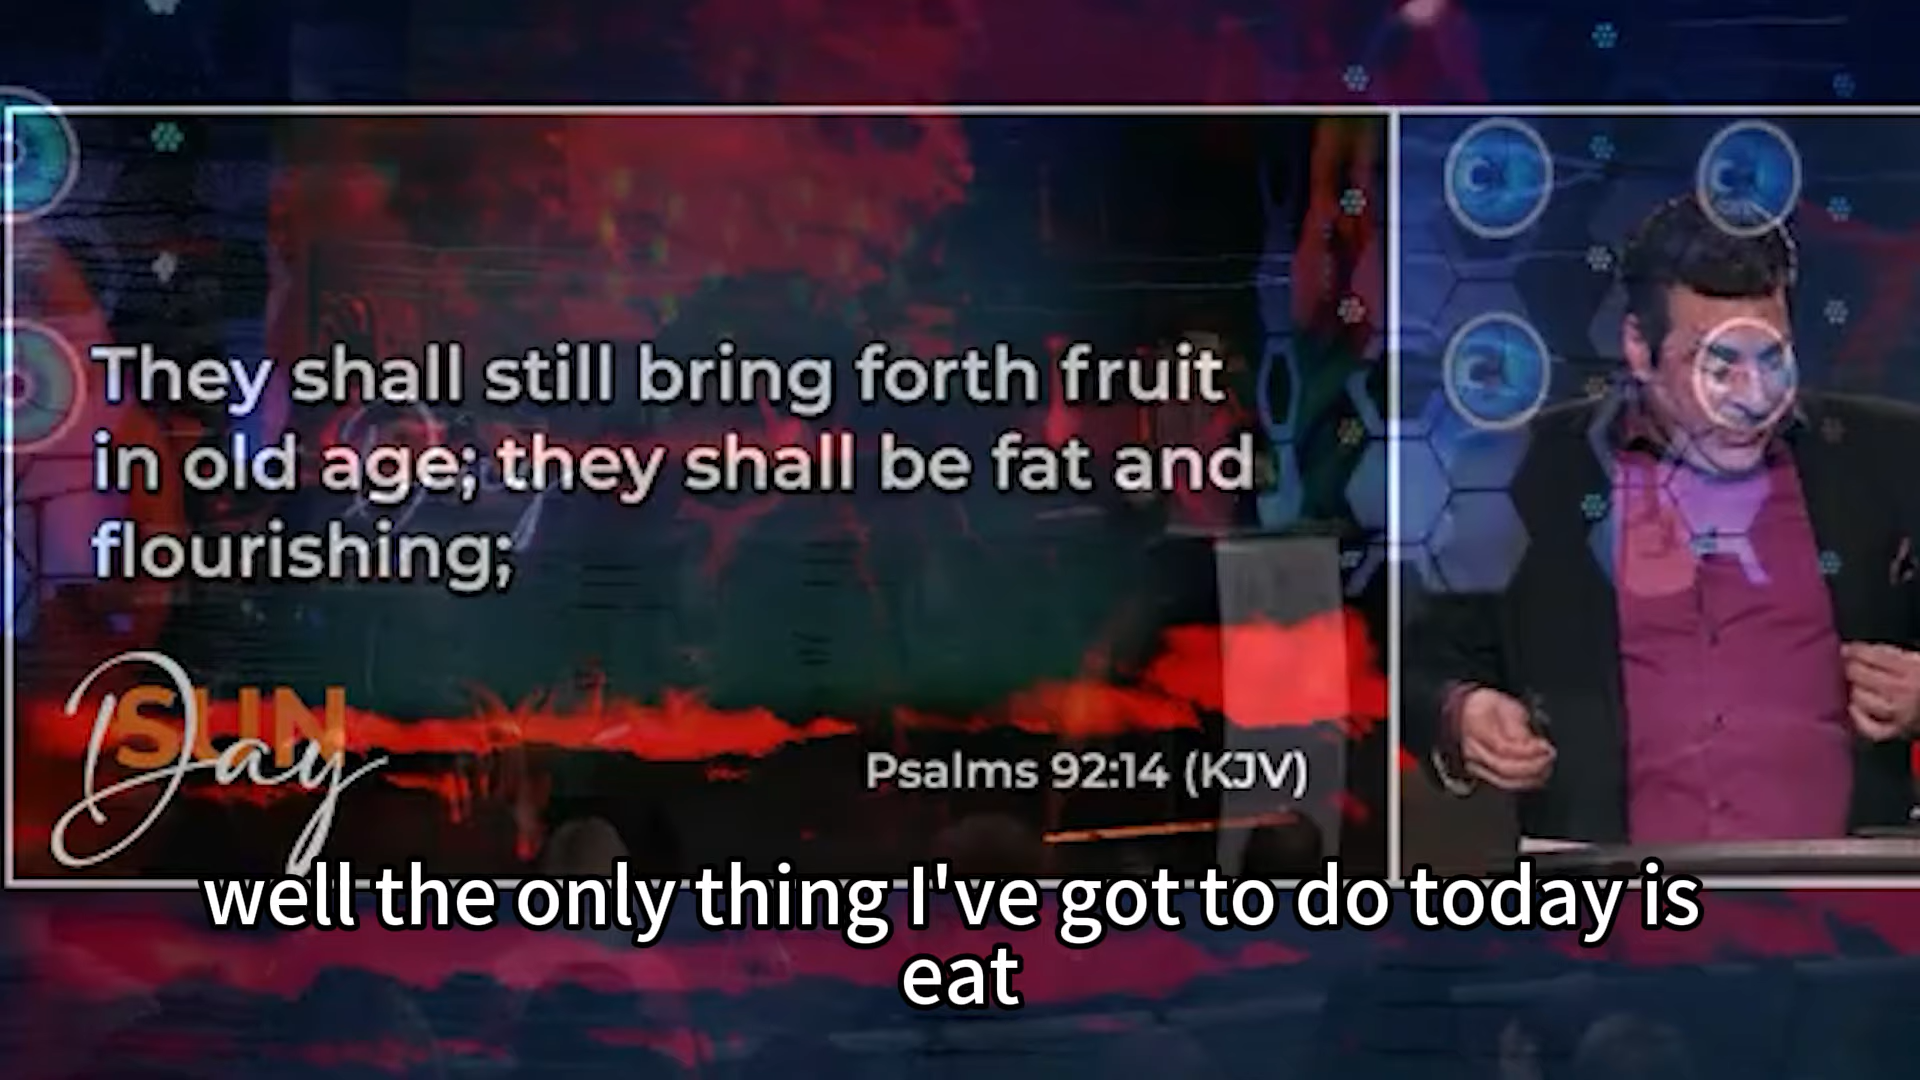 They shall still bring forth fruit
in old age; they shall be fat and
flourishing;
SUN
Day
Psalms 92:14 (KJV)
well the only thing I've got to do today is
eat